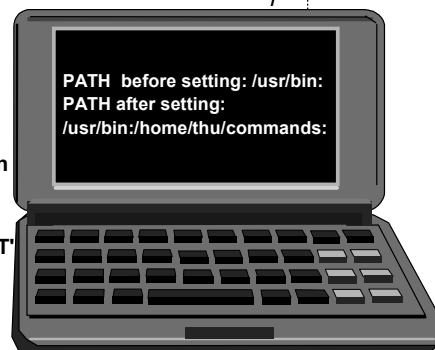 PATH before setting: /usr/bin:
PATH after setting:
/usr/bin:/home/thu/commands:
T'